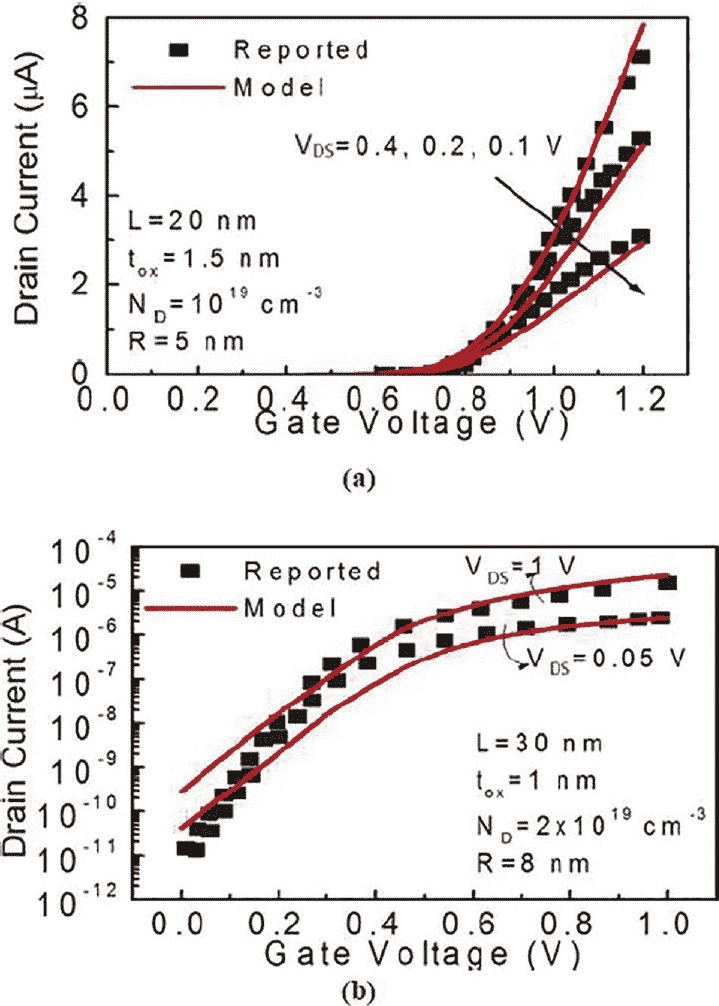 8
6
4
2
0
Drain Current (μA)
Reported
Model
V_DS=0.4, 0.2, 0.1 V
L=20 nm
t_ox=1.5 nm
N_D=10^19 cm^-3
R=5 nm
0.0 0.2 0.4 0.6 0.8 1.0 1.2
Gate Voltage (V)
(a)
10^-4
10^-5
10^-6
10^-7
10^-8
10^-9
10^-10
10^-11
10^-12
Drain Current (A)
Reported
Model
V_DS=1 V
V_DS=0.05 V
L=30 nm
t_ox=1 nm
N_D=2x10^19 cm^-3
R=8 nm
0.0 0.2 0.4 0.6 0.8 1.0
Gate Voltage (V)
(b)